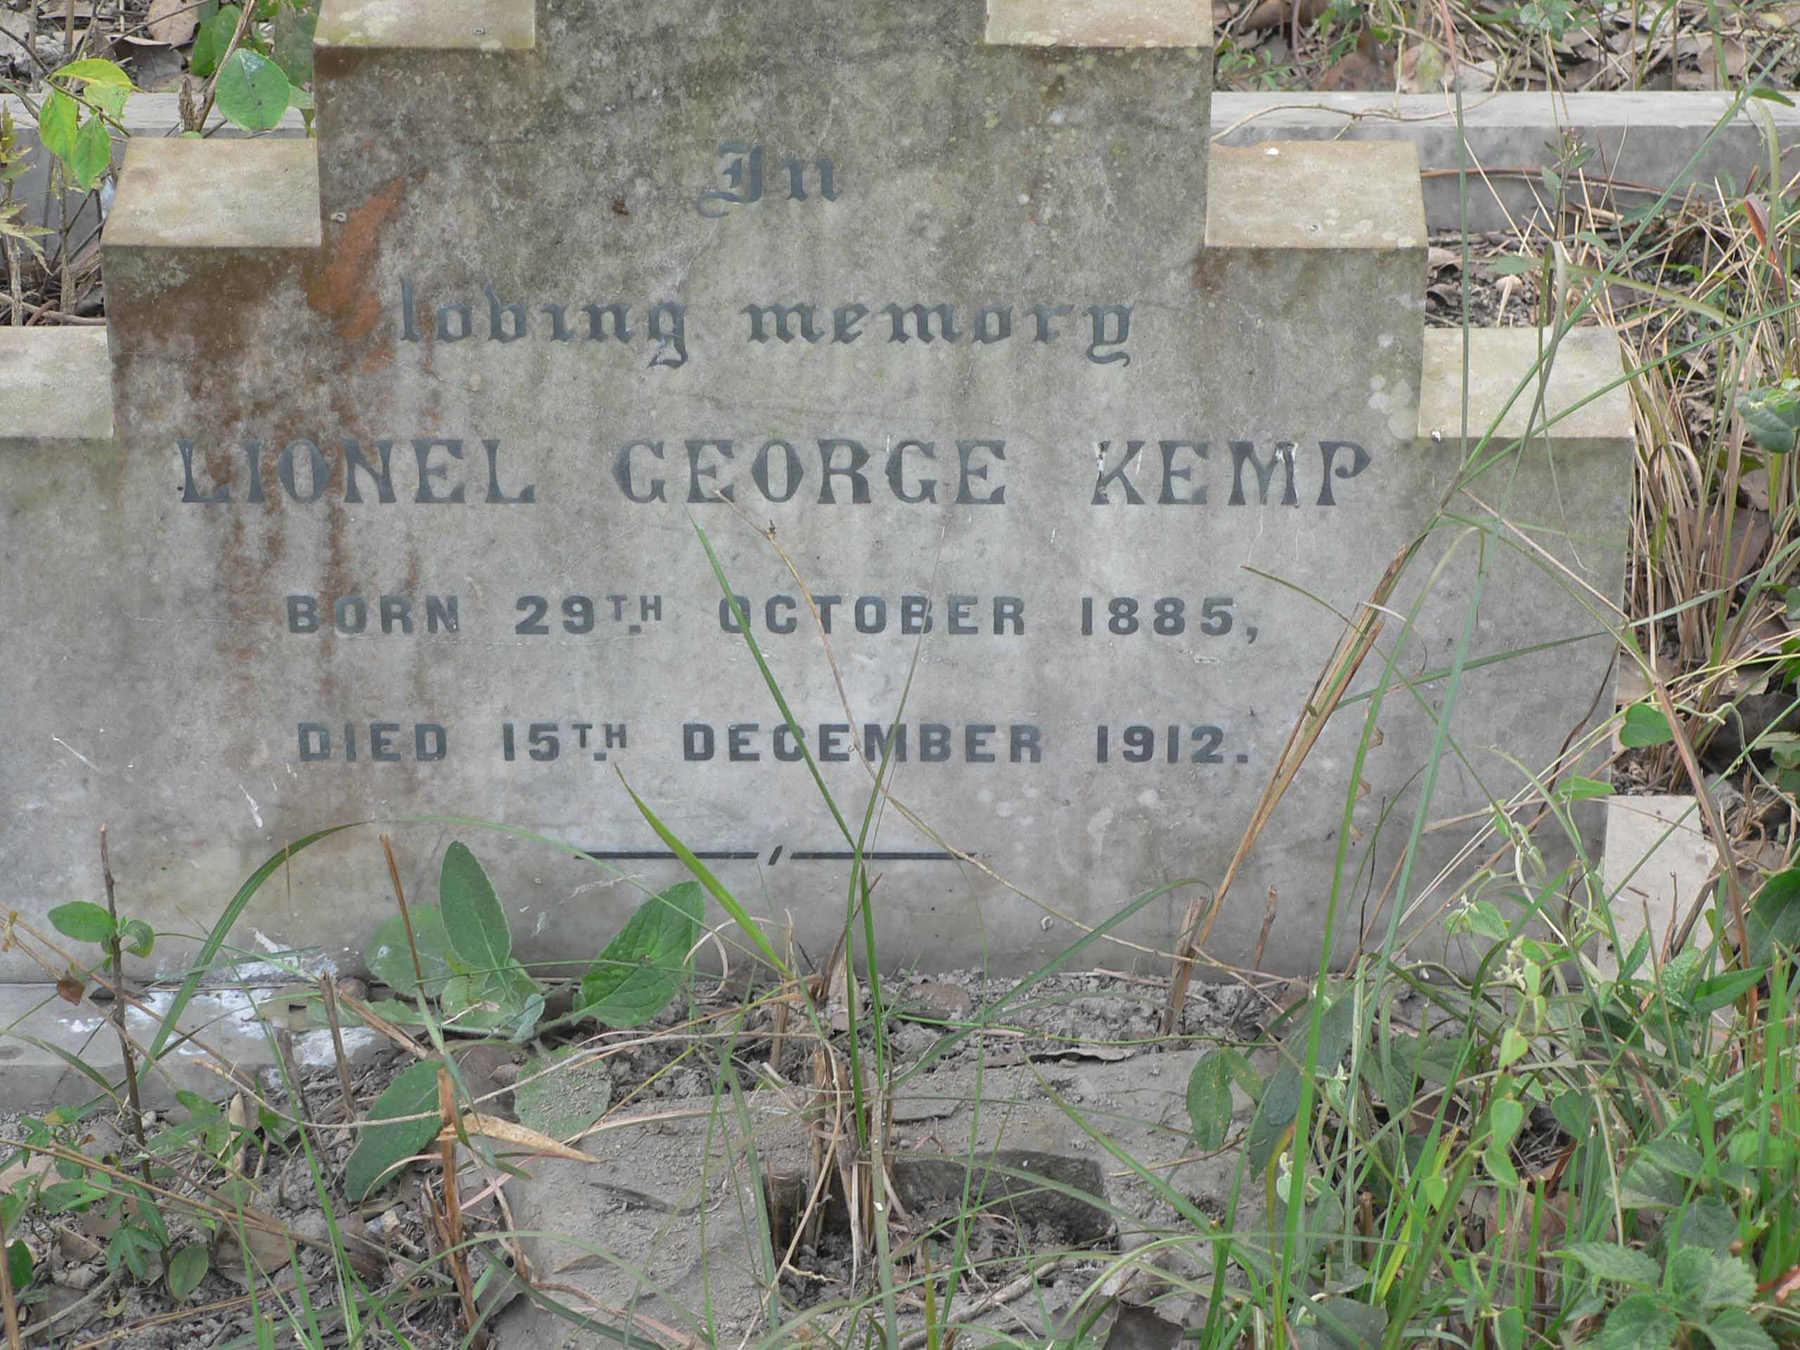 In
loving memory
LIONEL GEORGE KEMP
BORN 29TH. OCTOBER 1885,
DIED 15TH. DECEMBER 1912.